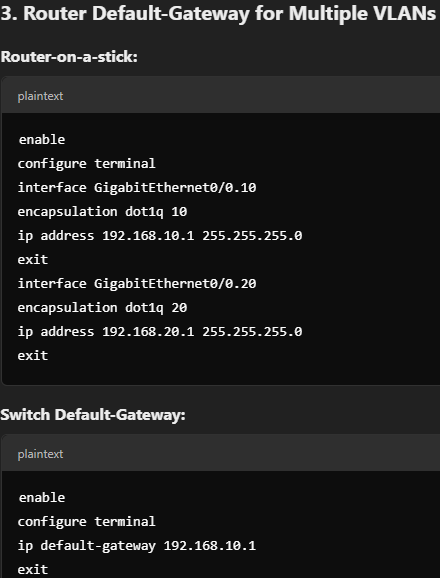 3. Router Default-Gateway for Multiple VLANs
Router-on-a-stick:
plaintext
enable
configure terminal
interface GigabitEthernet0/0.10
encapsulation dot1q 10
ip address 192.168.10.1 255.255.255.0
exit
interface GigabitEthernet0/0.20
encapsulation dot1q 20
ip address 192.168.20.1 255.255.255.0
exit
Switch Default-Gateway:
plaintext
enable
configure terminal
ip default-gateway 192.168.10.1
exit